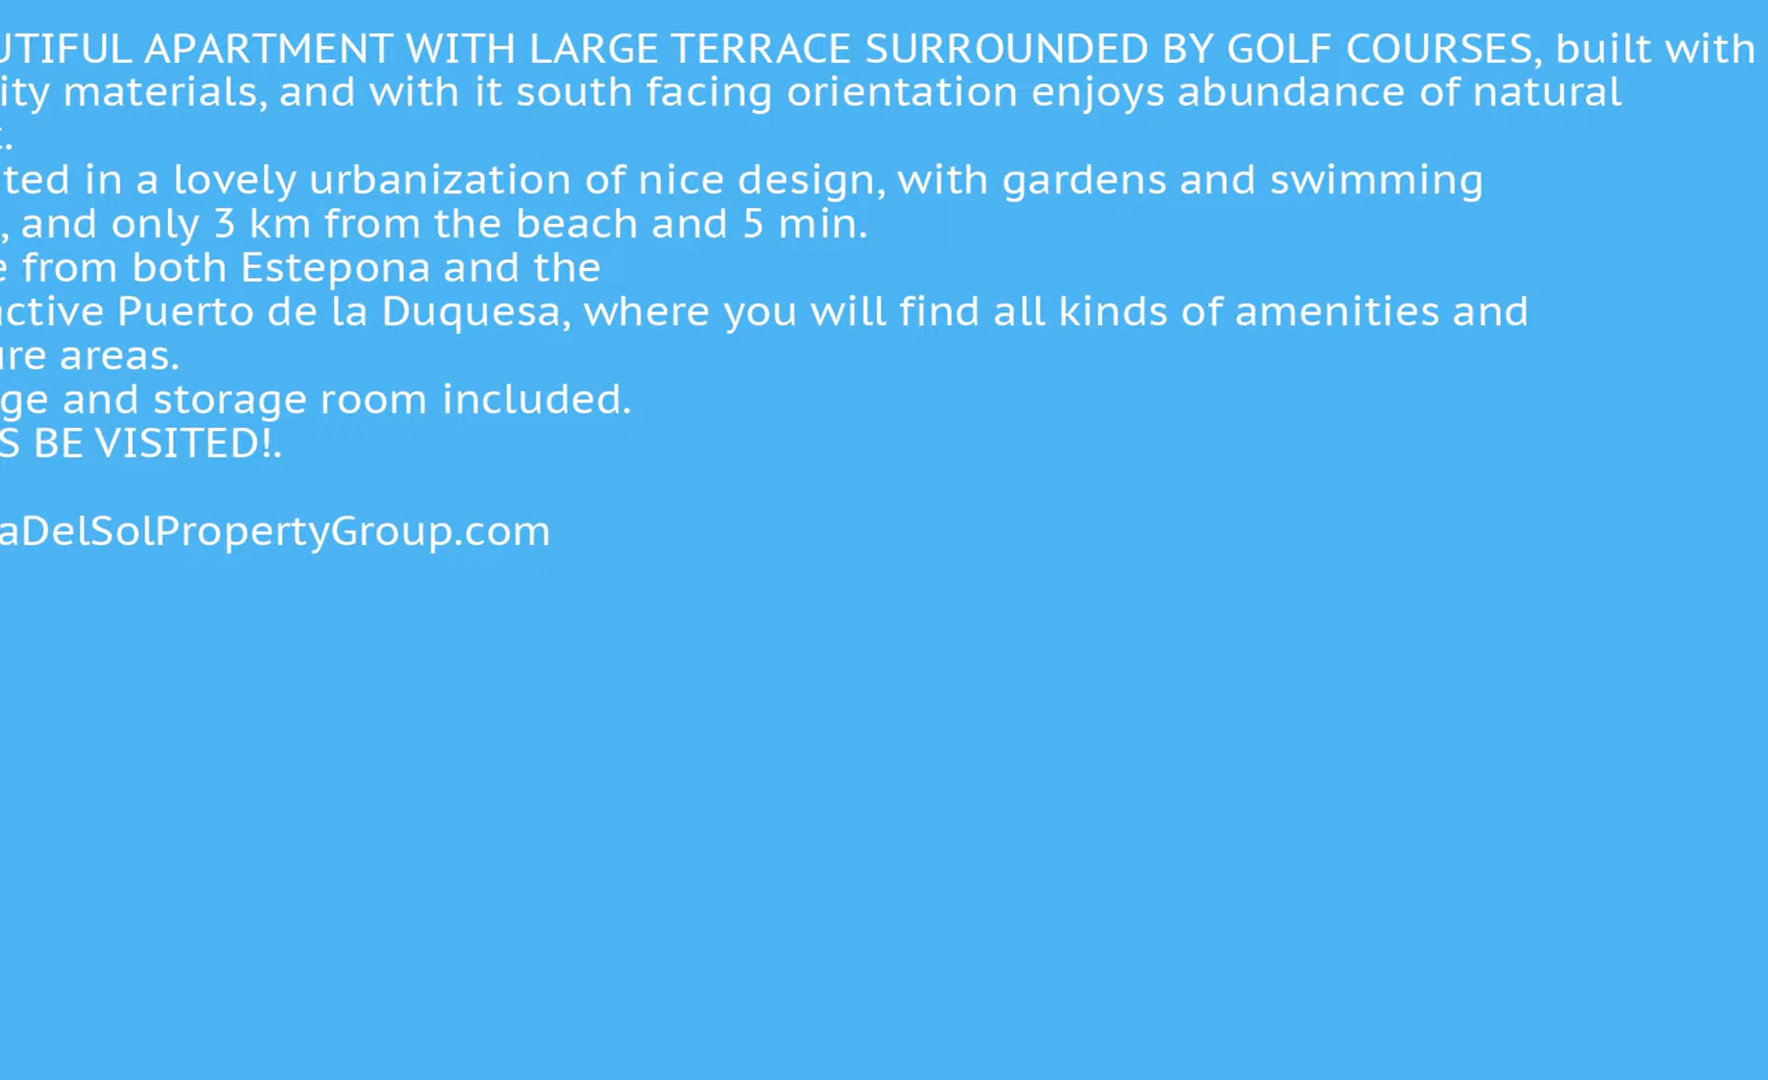 UTIFUL APARTMENT WITH LARGE TERRACE SURROUNDED BY GOLF COURSES, built with
ity materials, and with it south facing orientation enjoys abundance of natural
.
ted in a lovely urbanization of nice design, with gardens and swimming
, and only 3 km from the beach and 5 min.
e from both Estepona and the
active Puerto de la Duquesa, where you will find all kinds of amenities and
ure areas.
ge and storage room included.
S BE VISITED!.
aDelSolPropertyGroup.com